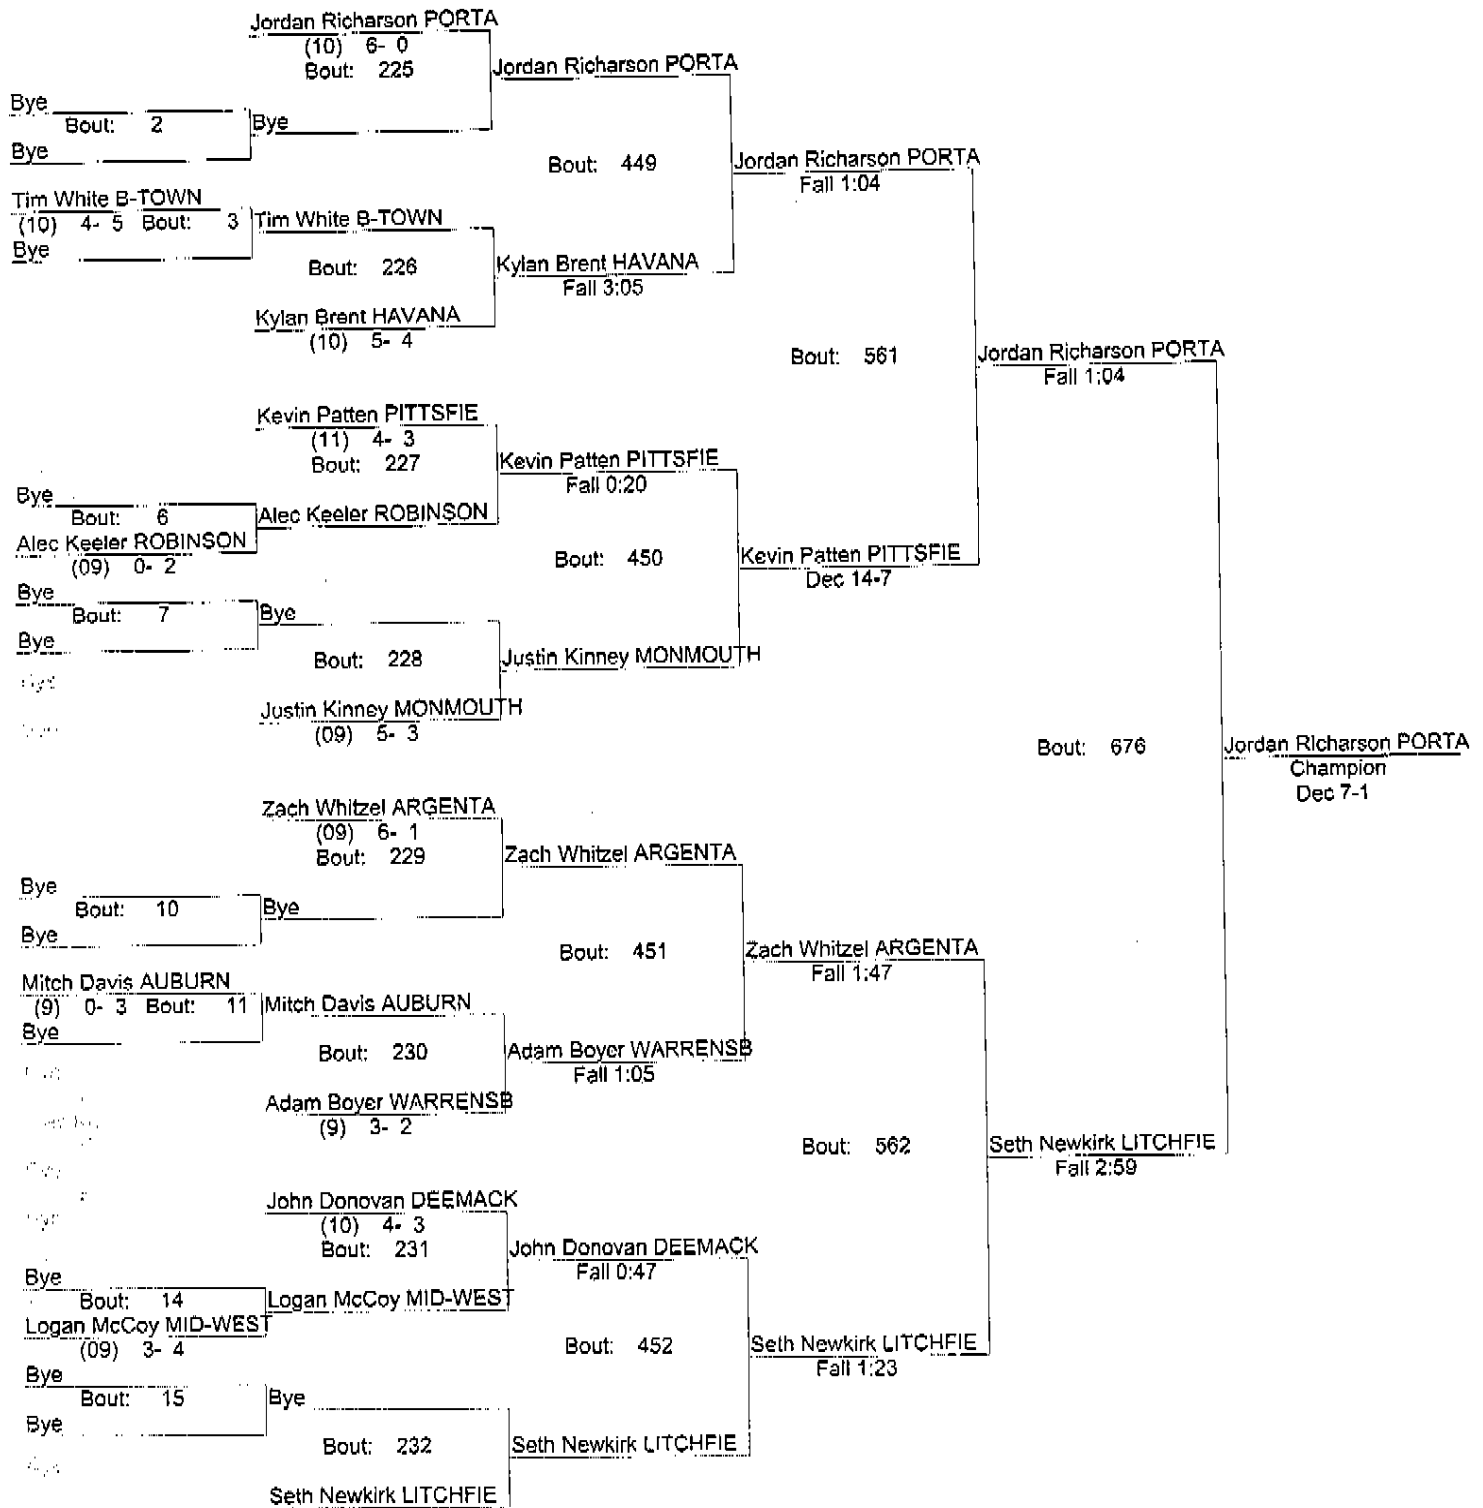 Jordan Richarson PORTA
(10) 6- 0
Bout: 225
Jordan Richarson PORTA
Bye
Bout: 2
Bye
Bye
Bout: 449
Jordan Richarson PORTA
Fall 1:04
Tim White B-TOWN
(10) 4- 5 Bout: 3
Tim White B-TOWN
Bye
Bout: 226
Kylan Brent HAVANA
Fall 3:05
Kylan Brent HAVANA
(10) 5- 4
Bout: 561
Jordan Richarson PORTA
Fall 1:04
Kevin Patten PITTSFIE
(11) 4- 3
Bout: 227
Kevin Patten PITTSFIE
Fall 0:20
Bye
Bout: 6
Alec Keeler ROBINSON
Alec Keeler ROBINSON
(09) 0- 2
Bout: 450
Kevin Patten PITTSFIE
Dec 14-7
Bye
Bout: 7
Bye
Bye
Bout: 228
Justin Kinney MONMOUTH
Justin Kinney MONMOUTH
(09) 5- 3
Bout: 676
Jordan Richarson PORTA
Champion
Dec 7-1
Zach Whitzel ARGENTA
(09) 6- 1
Bout: 229
Zach Whitzel ARGENTA
Bye
Bout: 10
Bye
Bye
Bout: 451
Zach Whitzel ARGENTA
Fall 1:47
Mitch Davis AUBURN
(9) 0- 3 Bout: 11
Mitch Davis AUBURN
Bye
Bout: 230
Adam Boyer WARRENSB
Fall 1:05
Adam Boyer WARRENSB
(9) 3- 2
Bout: 562
Seth Newkirk LITCHFIE
Fall 2:59
John Donovan DEEMACK
(10) 4- 3
Bout: 231
John Donovan DEEMACK
Fall 0:47
Bye
Bout: 14
Logan McCoy MID-WEST
Logan McCoy MID-WEST
(09) 3- 4
Bout: 452
Seth Newkirk LITCHFIE
Fall 1:23
Bye
Bout: 15
Bye
Bye
Bout: 232
Seth Newkirk LITCHFIE
Seth Newkirk LITCHFIE